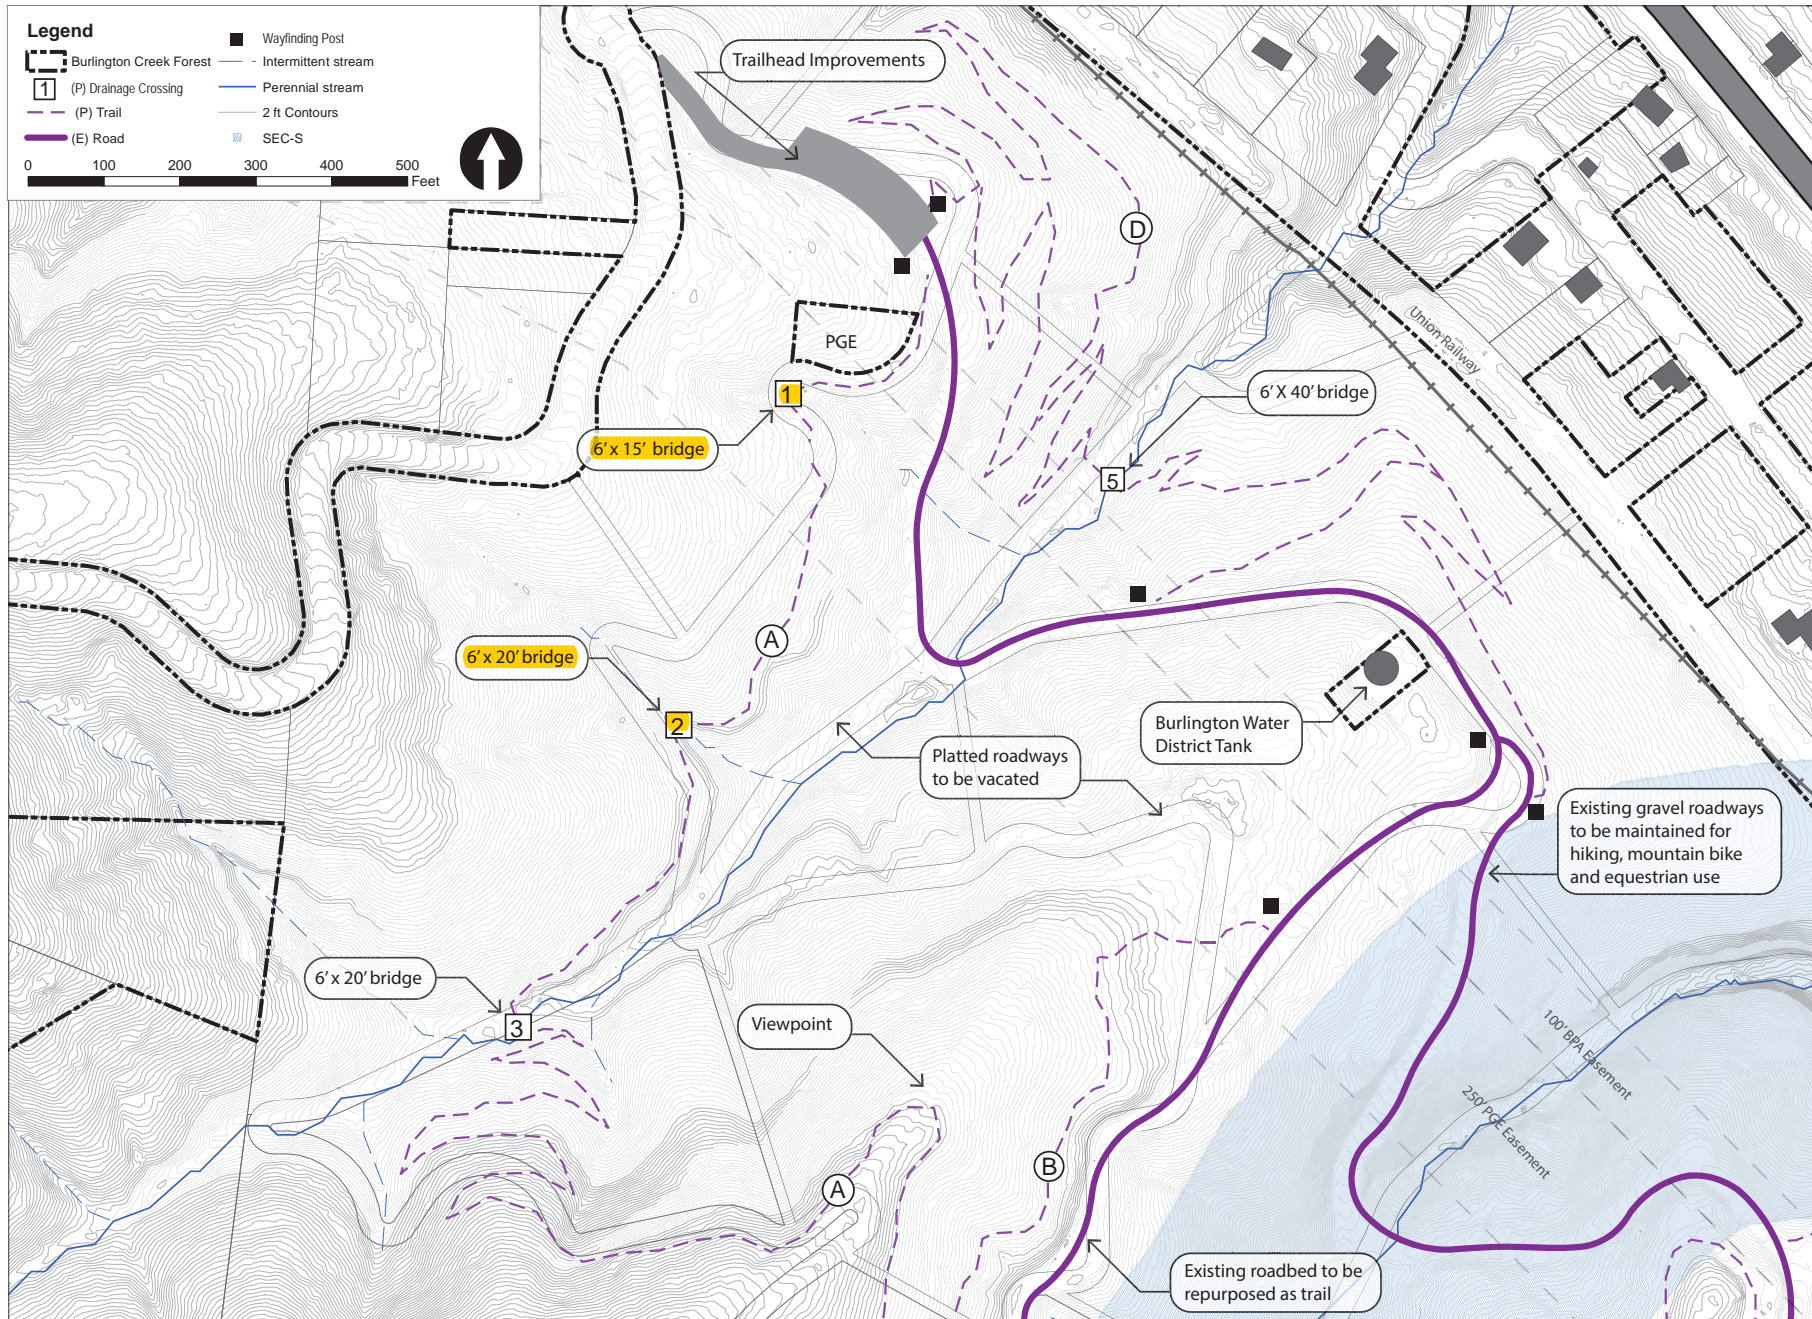 Legend
Burlington Creek Forest
1 (P) Drainage Crossing
(P) Trail
(E) Road
Wayfinding Post
Intermittent stream
Perennial stream
2 ft Contours
SEC-S
0 100 200 300 400 500
Feet
Trailhead Improvements
D
PGE
Union Railway
1
6’ x 15’ bridge
6’ X 40’ bridge
5
A
6’ x 20’ bridge
2
Burlington Water
District Tank
Platted roadways
to be vacated
Existing gravel roadways
to be maintained for
hiking, mountain bike
and equestrian use
6’ x 20’ bridge
3
Viewpoint
100’ BPA Easement
250’ PGE Easement
B
A
Existing roadbed to be
repurposed as trail